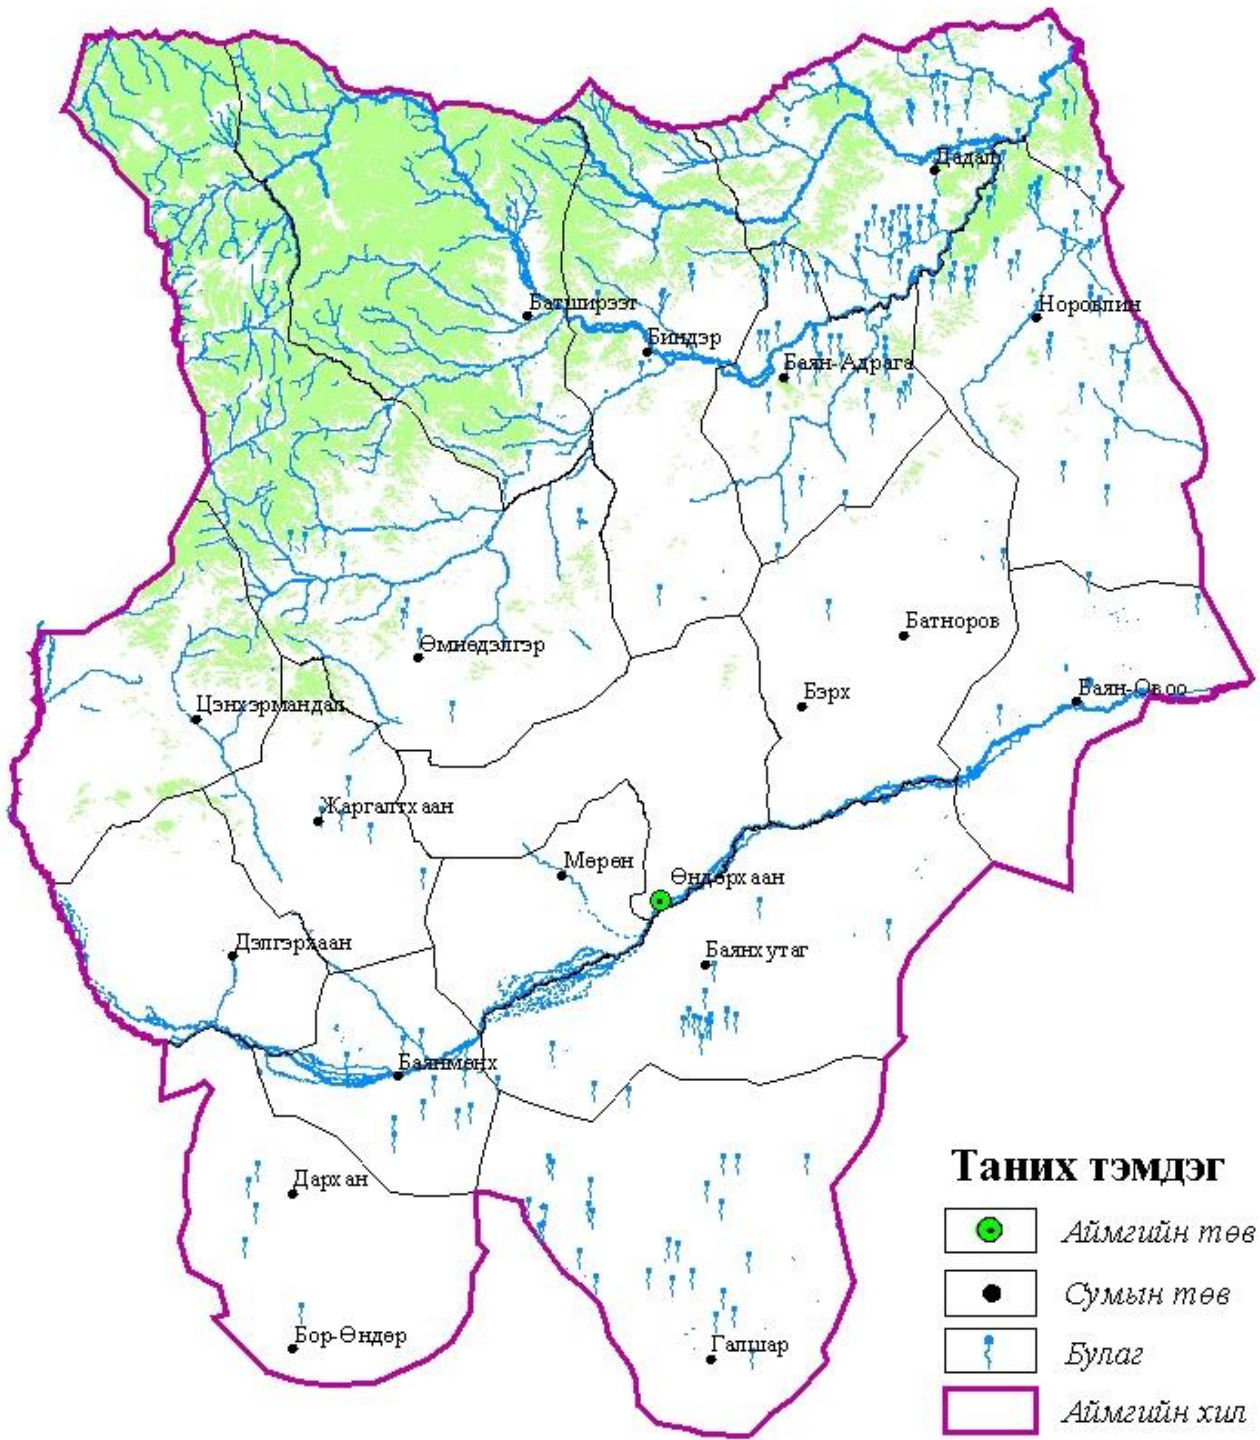 Дадал
Батширээт
Норовлин
Биндэр
Баян-Адрага
Батноров
Өмнөдэлгэр
Бэрх
Баян-Овоо
Цэнхэрмандал
Жаргалтхаан
Мөрөн
Өндөрхаан
Дэлгэрхаан
Баянхутаг
Баянмөнх
Дархан
Бор-Өндөр
Галшар
Таних тэмдэг
Аймгийн төв
Сумын төв
Булаг
Аймгийн хил